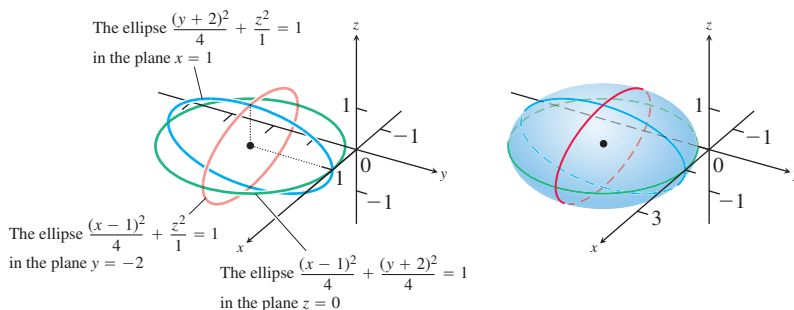 The ellipse (y + 2)²/4 + z²/1 = 1
in the plane x = 1
z
1
−1
0
y
1
−1
x
The ellipse (x − 1)²/4 + z²/1 = 1
in the plane y = −2
The ellipse (x − 1)²/4 + (y + 2)²/4 = 1
in the plane z = 0
z
1
−1
0
−1
3
x